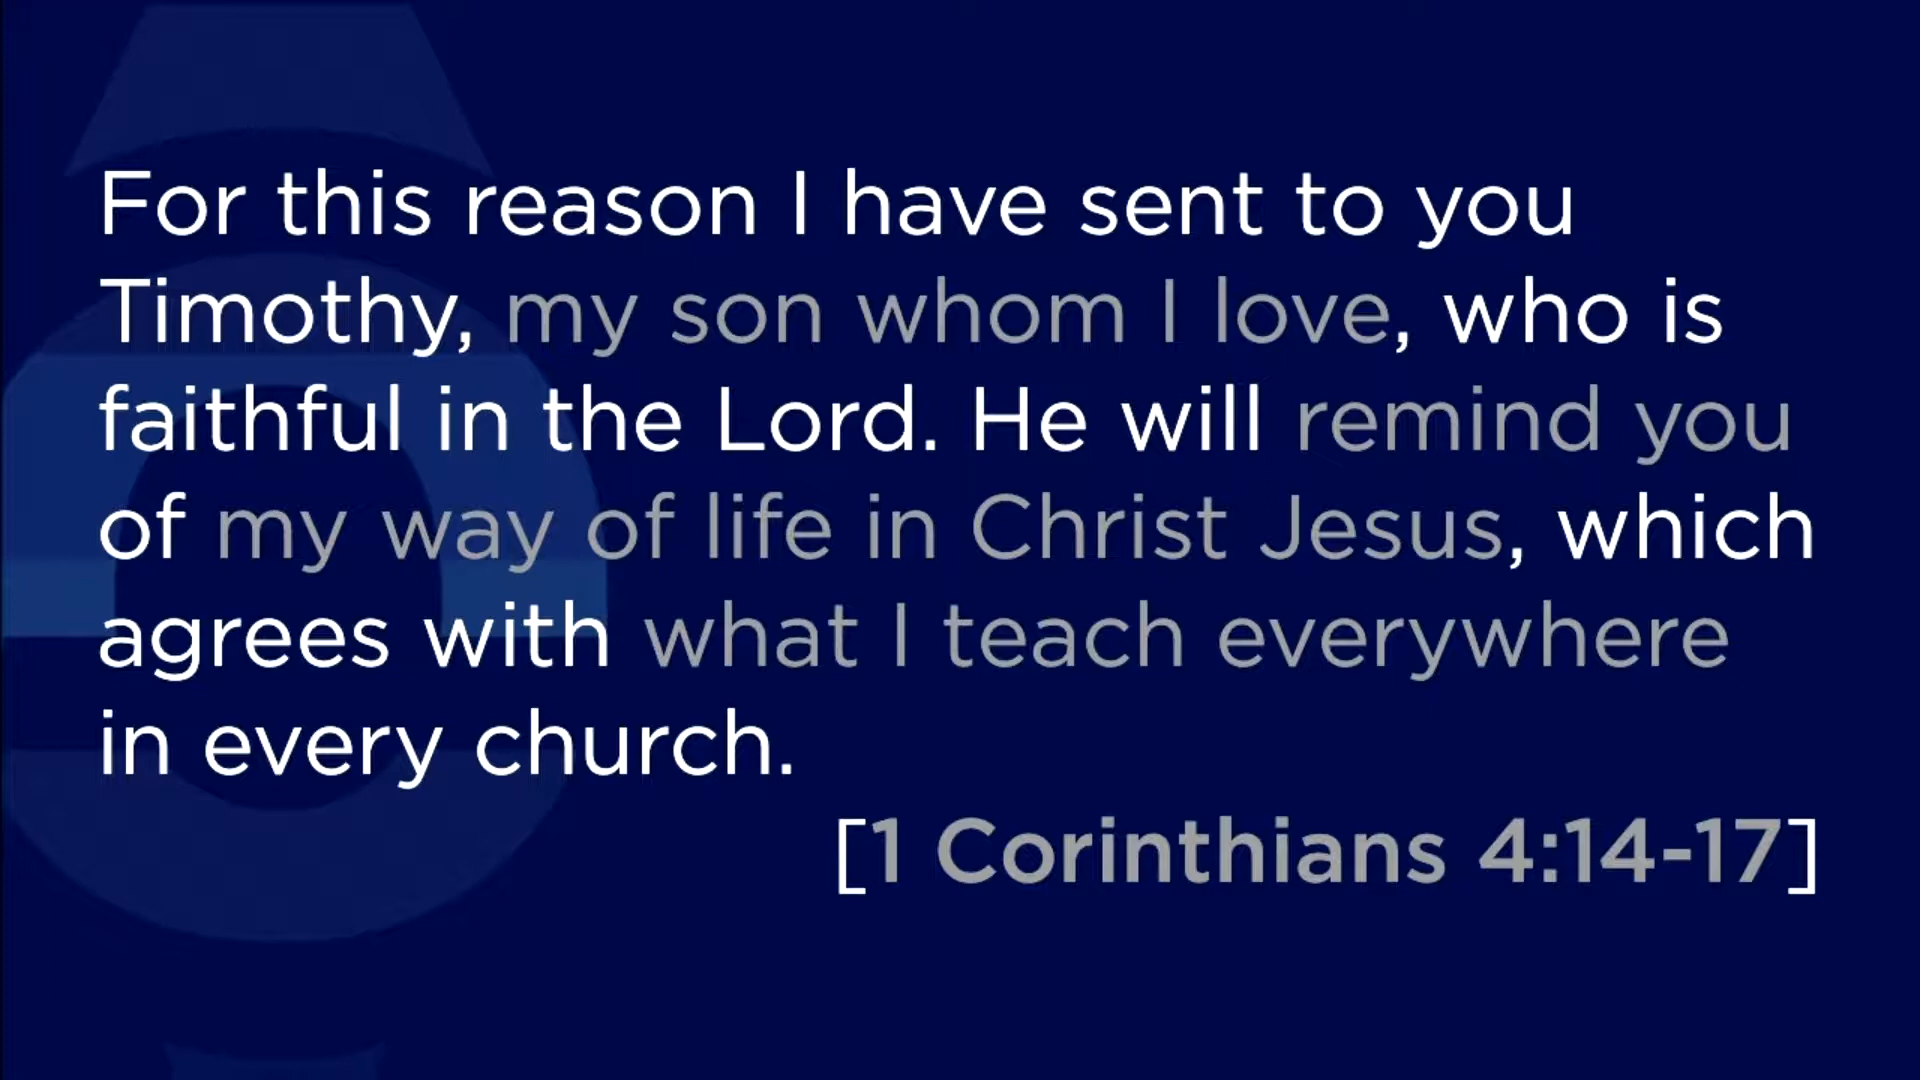 For this reason I have sent to you
Timothy, my son whom I love, who is
faithful in the Lord. He will remind you
of my way of life in Christ Jesus, which
agrees with what I teach everywhere
in every church.
[1 Corinthians 4:14-17]